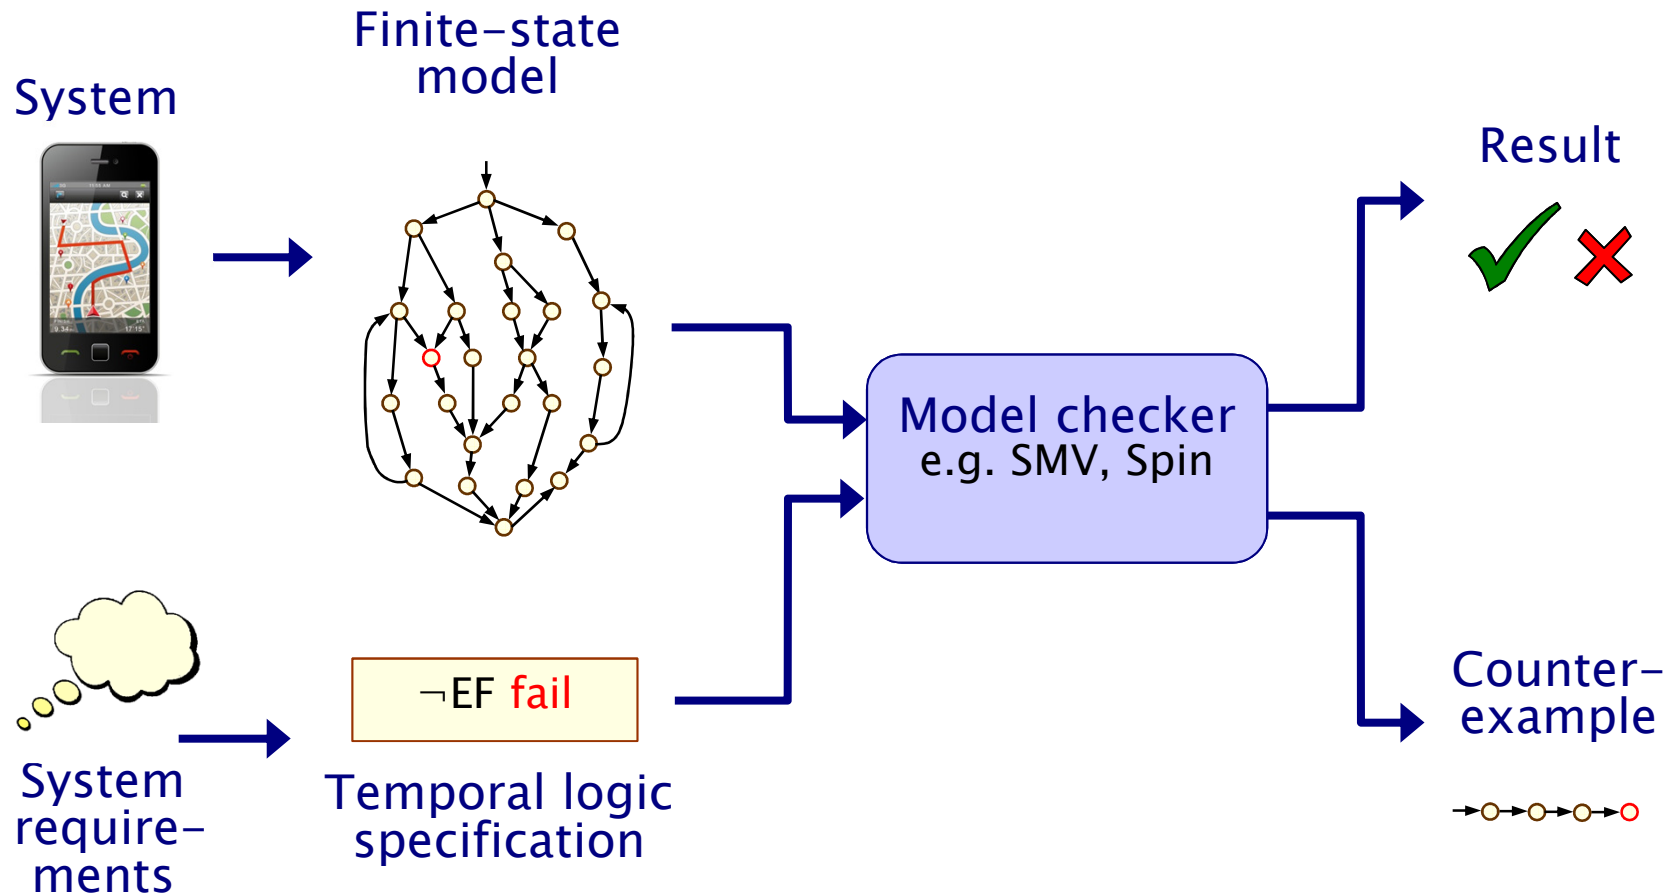 Finite-state
model
System
Result
Model checker
e.g. SMV, Spin
¬EF fail
Counter-
example
System
require-
ments
Temporal logic
specification